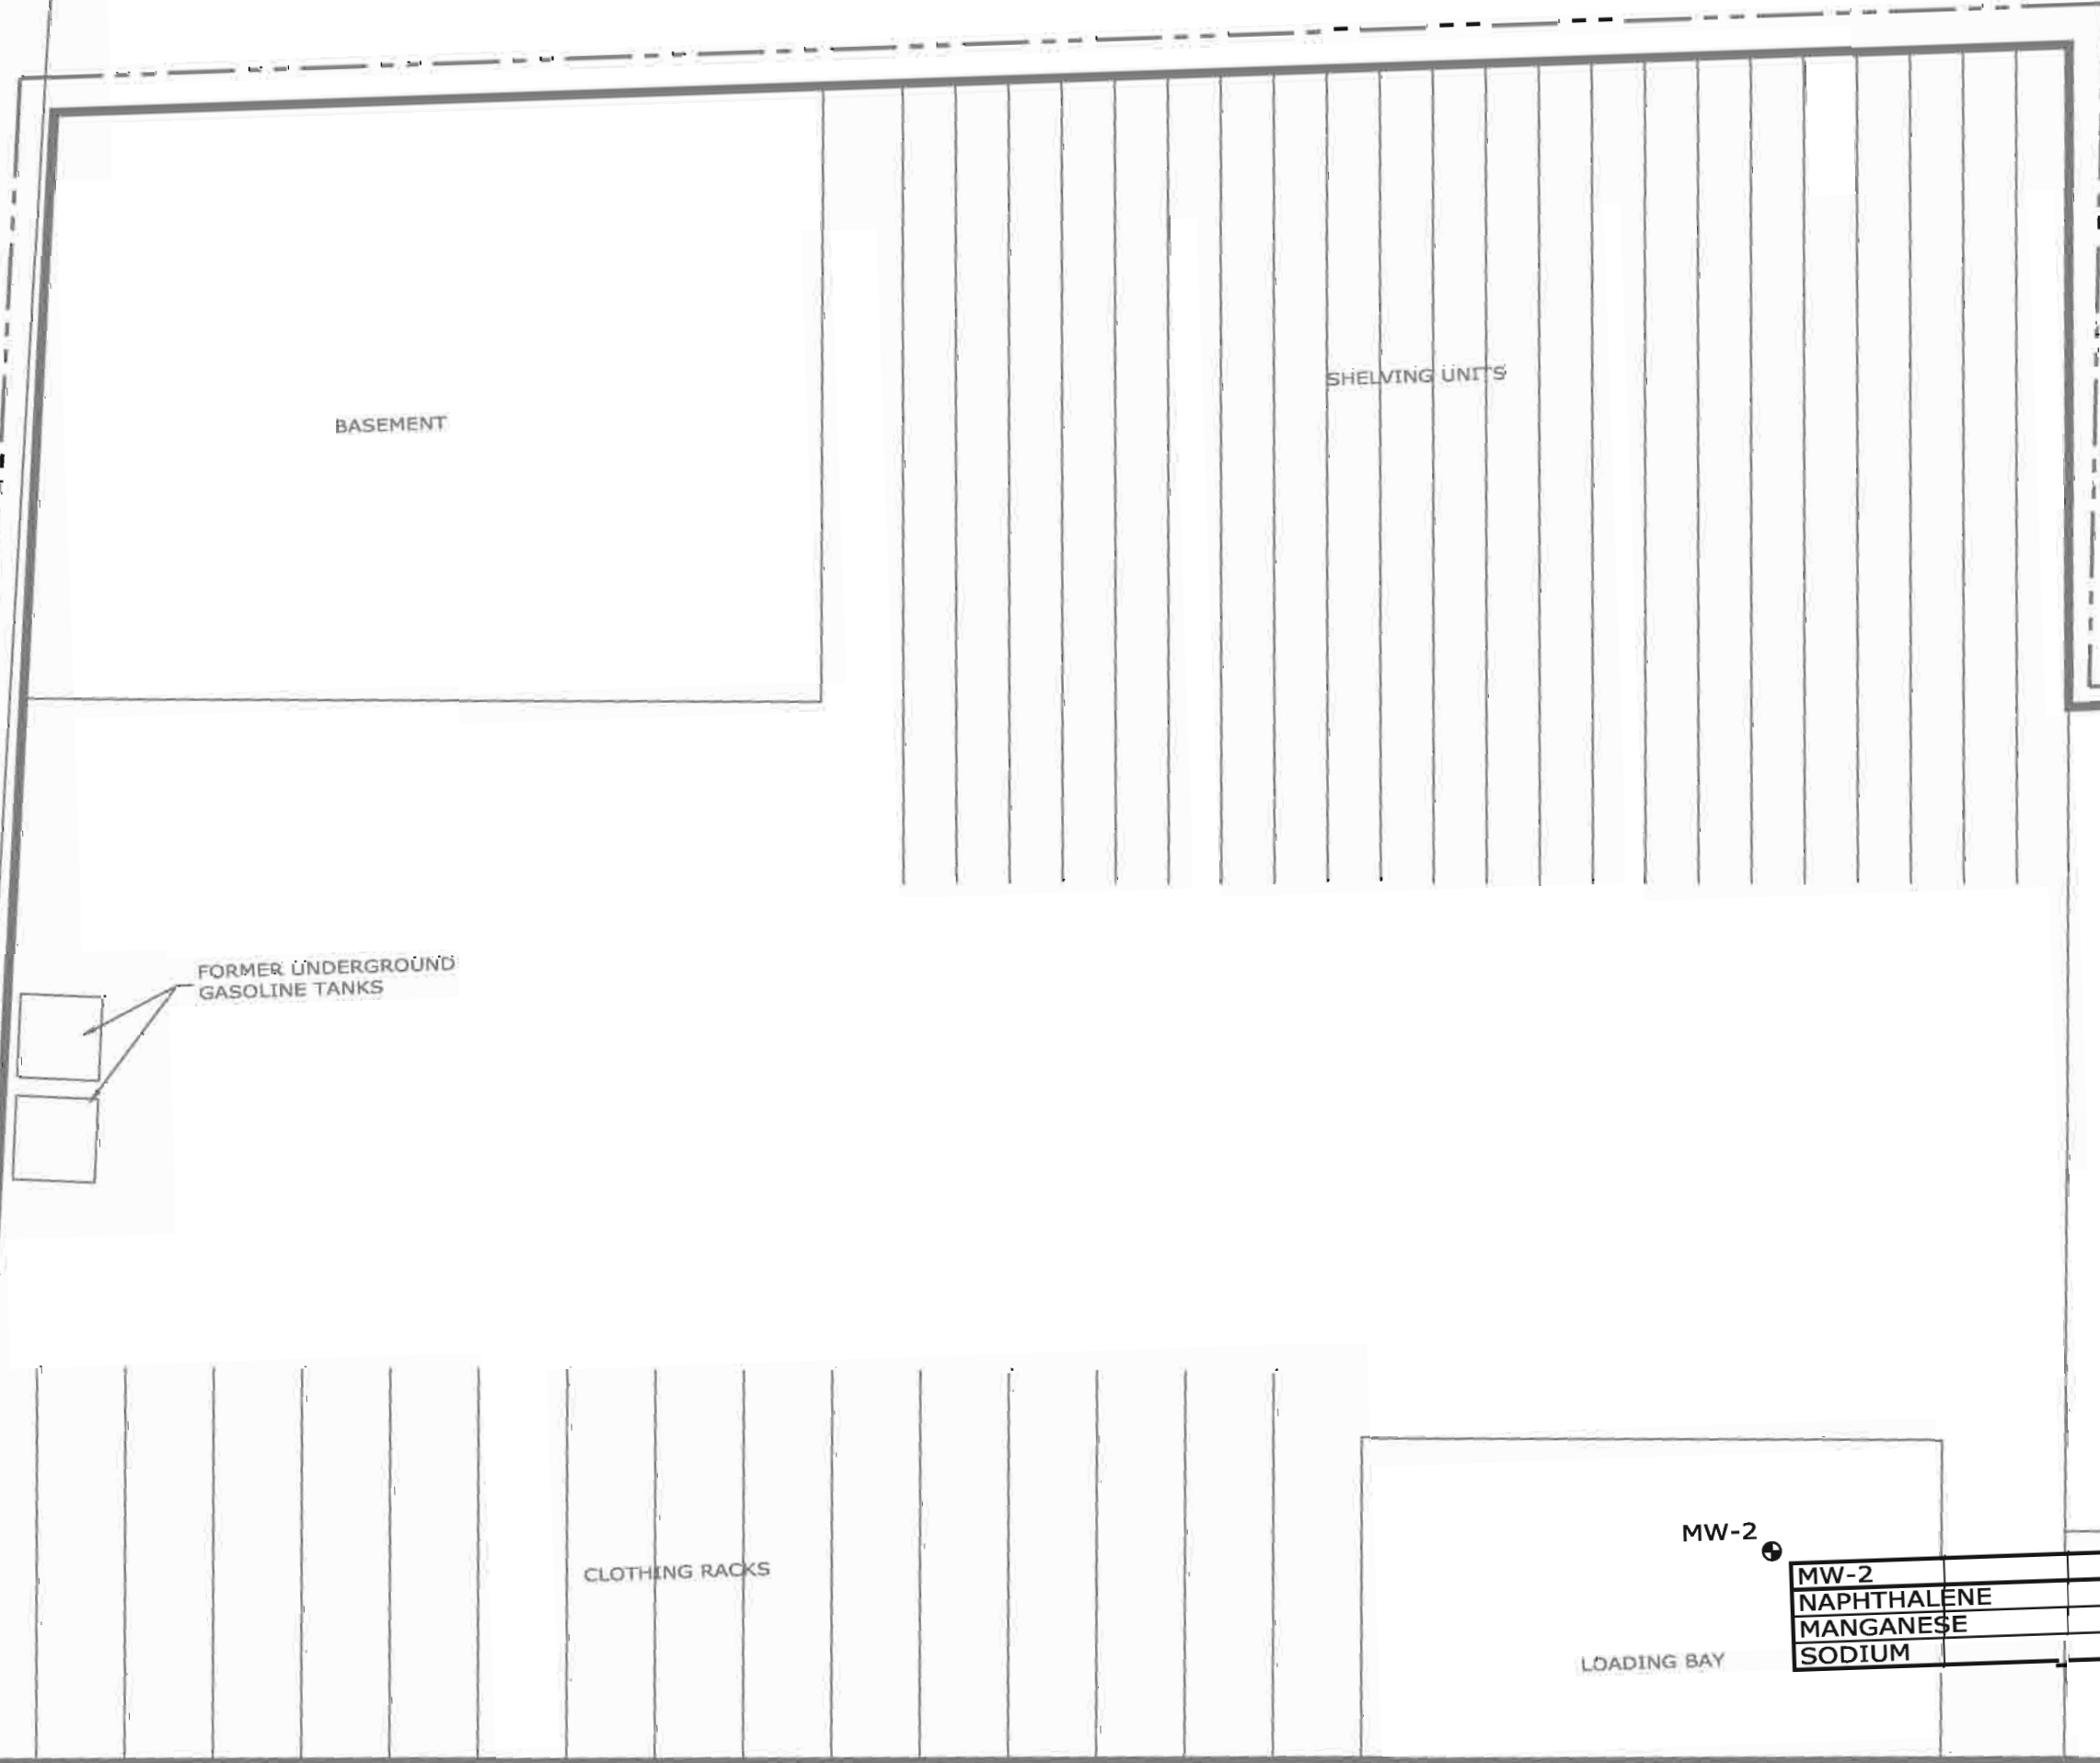 SHELVING UNITS
BASEMENT
FORMER UNDERGROUND
GASOLINE TANKS
MW-2
CLOTHING RACKS
MW-2
NAPHTHALENE
MANGANESE
SODIUM
LOADING BAY